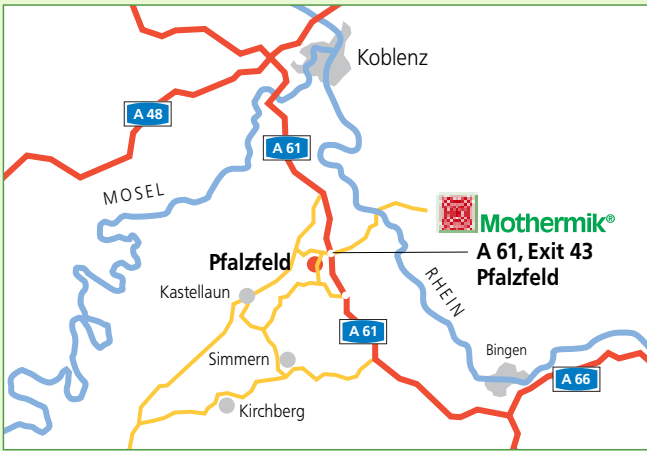 Koblenz
A 48
A 61
MOSEL
Mothermik®
A 61, Exit 43
Pfalzfeld
Pfalzfeld
RHEIN
Kastellaun
A 61
Simmern
Bingen
A 66
Kirchberg